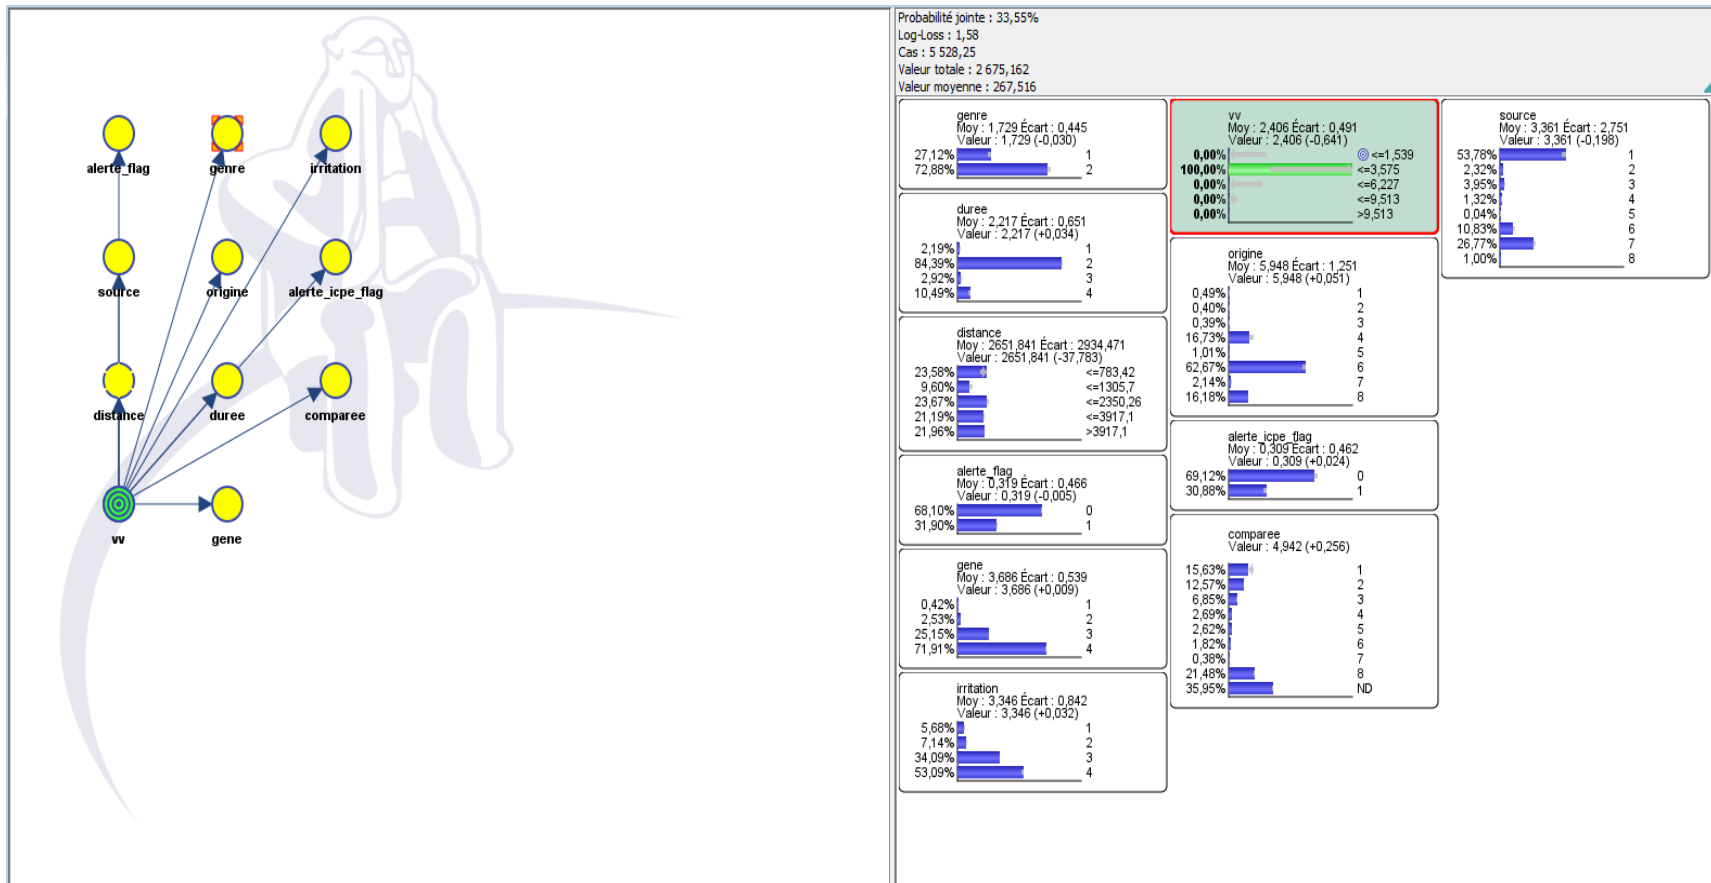 alerte_flag
genre
irritation
source
origine
alerte_icpe_flag
distance
duree
comparee
vv
gene
Probabilité jointe : 33,55%
Log-Loss : 1,58
Cas : 5 528,25
Valeur totale : 2 675,162
Valeur moyenne : 267,516
genre
Moy : 1,729 Écart : 0,445
Valeur : 1,729 (-0,030)
27,12% 1
72,88% 2
duree
Moy : 2,217 Écart : 0,651
Valeur : 2,217 (+0,034)
2,19% 1
84,39% 2
2,92% 3
10,49% 4
distance
Moy : 2651,841 Écart : 2934,471
Valeur : 2651,841 (-37,783)
23,58% <=783,42
9,60% <=1305,7
23,67% <=2350,26
21,19% <=3917,1
21,96% >3917,1
alerte_flag
Moy : 0,319 Écart : 0,466
Valeur : 0,319 (-0,005)
68,10% 0
31,90% 1
gene
Moy : 3,686 Écart : 0,539
Valeur : 3,686 (+0,009)
0,42% 1
2,53% 2
25,15% 3
71,91% 4
irritation
Moy : 3,346 Écart : 0,842
Valeur : 3,346 (+0,032)
5,68% 1
7,14% 2
34,09% 3
53,09% 4
vv
Moy : 2,406 Écart : 0,491
Valeur : 2,406 (-0,641)
0,00% <=1,539
100,00% <=3,575
0,00% <=6,227
0,00% <=9,513
0,00% >9,513
origine
Moy : 5,948 Écart : 1,251
Valeur : 5,948 (+0,051)
0,49% 1
0,40% 2
0,39% 3
16,73% 4
1,01% 5
62,67% 6
2,14% 7
16,18% 8
alerte_icpe_flag
Moy : 0,309 Écart : 0,462
Valeur : 0,309 (+0,024)
69,12% 0
30,88% 1
comparee
Valeur : 4,942 (+0,256)
15,63% 1
12,57% 2
6,85% 3
2,69% 4
2,62% 5
1,82% 6
0,38% 7
21,48% 8
35,95% ND
source
Moy : 3,361 Écart : 2,751
Valeur : 3,361 (-0,198)
53,78% 1
2,32% 2
3,95% 3
1,32% 4
0,04% 5
10,83% 6
26,77% 7
1,00% 8